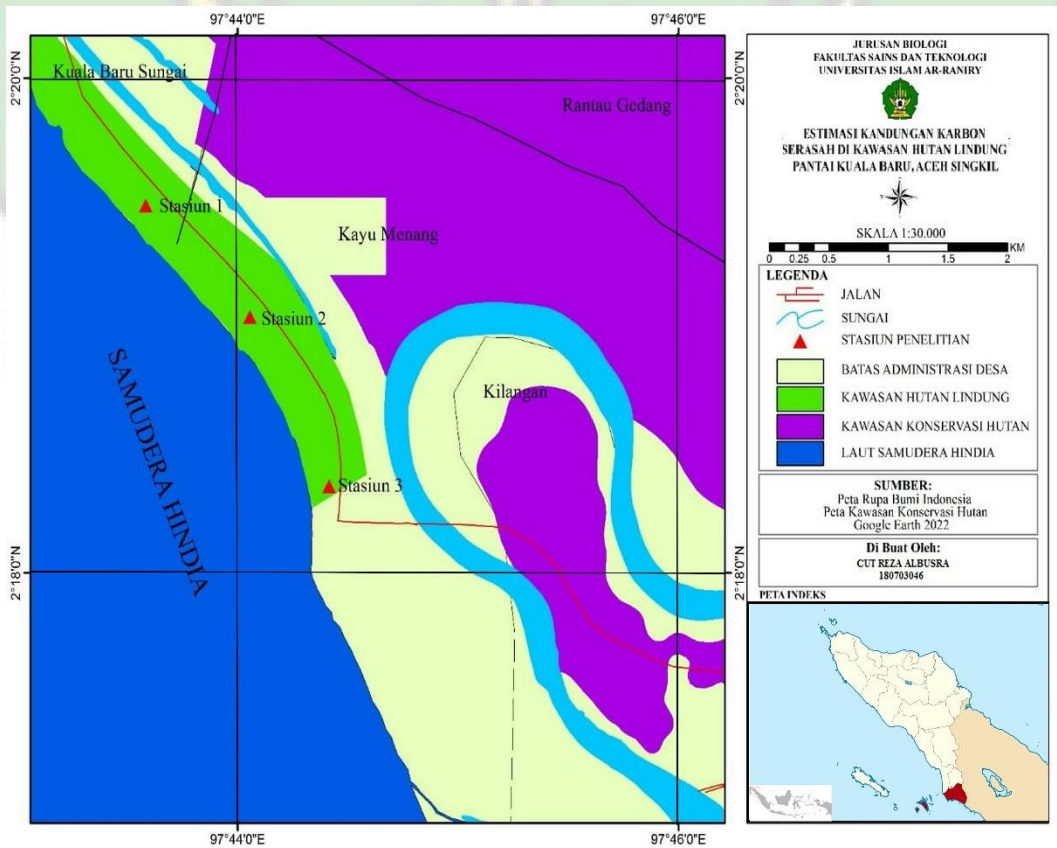 97°44'0"E
97°46'0"E
2°20'0"N
2°20'0"N
Kuala Baru Sungai
Rantau Gedang
Stasiun 1
Kayu Menang
Stasiun 2
Kilangan
SAMUDERA HINDIA
Stasiun 3
2°18'0"N
2°18'0"N
97°44'0"E
97°46'0"E
JURUSAN BIOLOGI
FAKULTAS SAINS DAN TEKNOLOGI
UNIVERSITAS ISLAM AR-RANIRY
ESTIMASI KANDUNGAN KARBON
SERASAH DI KAWASAN HUTAN LINDUNG
PANTAI KUALA BARU, ACEH SINGKIL
SKALA 1:30.000
KM
0 0.25 0.5 1 1.5 2
LEGENDA
JALAN
SUNGAI
STASIUN PENELITIAN
BATAS ADMINISTRASI DESA
KAWASAN HUTAN LINDUNG
KAWASAN KONSERVASI HUTAN
LAUT SAMUDERA HINDIA
SUMBER:
Peta Rupa Bumi Indonesia
Peta Kawasan Konservasi Hutan
Google Earth 2022
Di Buat Oleh:
CUT REZA ALBUSRA
180703046
PETA INDEKS